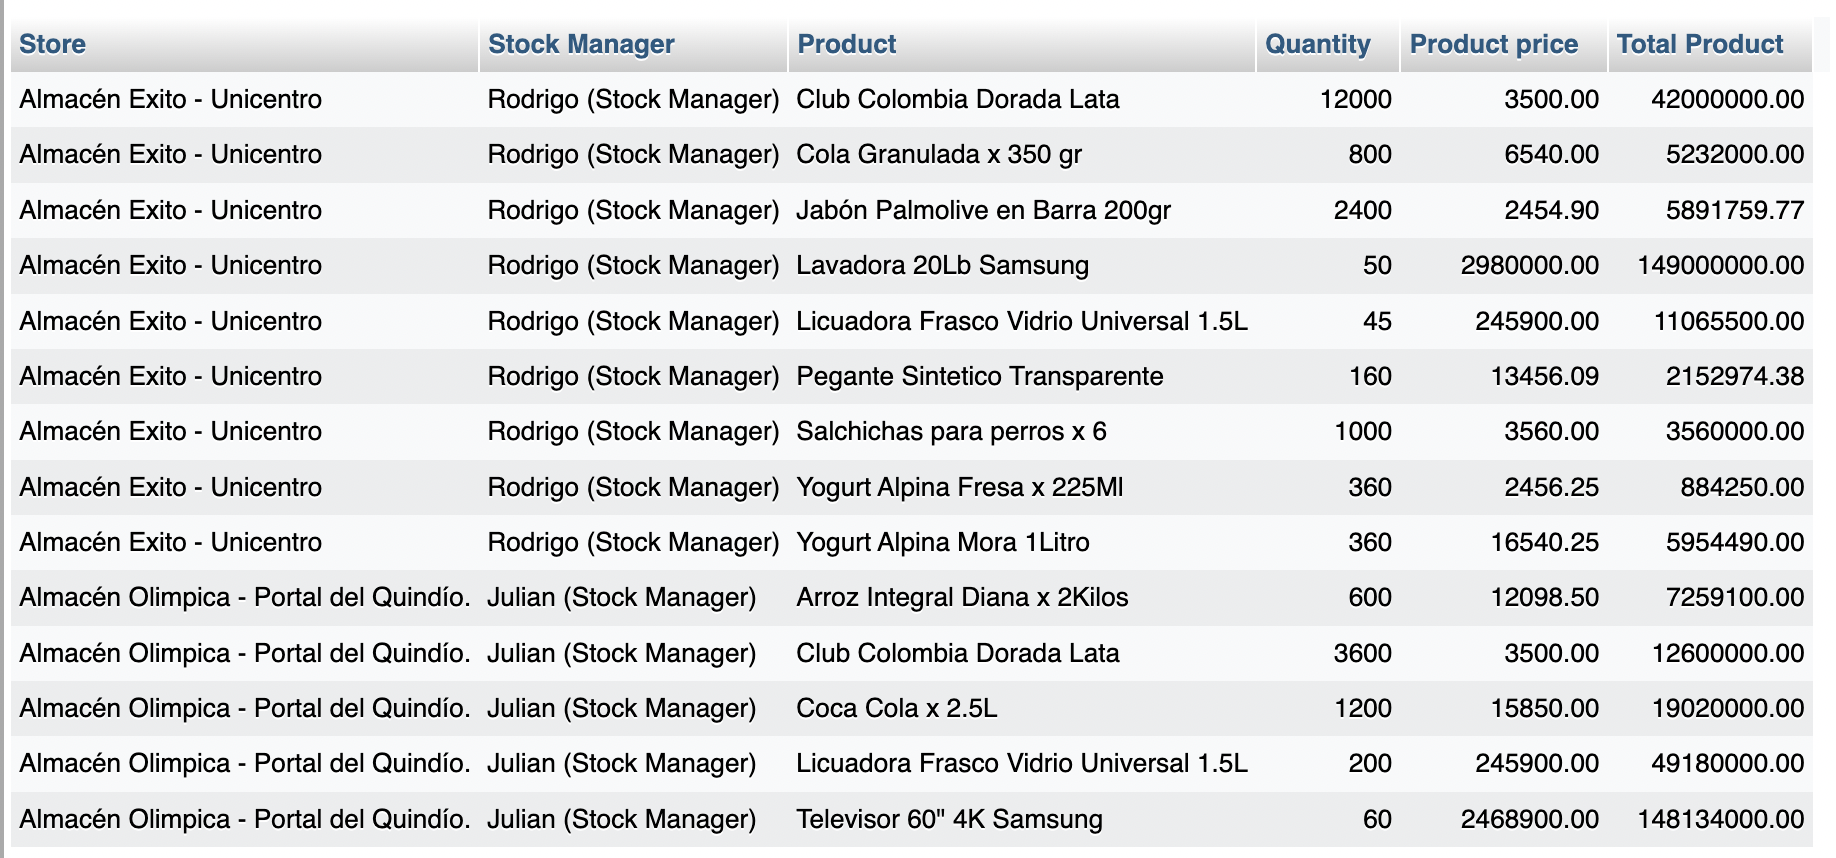 Store Stock Manager Product Quantity Product price Total Product
Almacén Exito - Unicentro Rodrigo (Stock Manager) Club Colombia Dorada Lata 12000 3500.00 42000000.00
Almacén Exito - Unicentro Rodrigo (Stock Manager) Cola Granulada x 350 gr 800 6540.00 5232000.00
Almacén Exito - Unicentro Rodrigo (Stock Manager) Jabón Palmolive en Barra 200gr 2400 2454.90 5891759.77
Almacén Exito - Unicentro Rodrigo (Stock Manager) Lavadora 20Lb Samsung 50 2980000.00 149000000.00
Almacén Exito - Unicentro Rodrigo (Stock Manager) Licuadora Frasco Vidrio Universal 1.5L 45 245900.00 11065500.00
Almacén Exito - Unicentro Rodrigo (Stock Manager) Pegante Sintetico Transparente 160 13456.09 2152974.38
Almacén Exito - Unicentro Rodrigo (Stock Manager) Salchichas para perros x 6 1000 3560.00 3560000.00
Almacén Exito - Unicentro Rodrigo (Stock Manager) Yogurt Alpina Fresa x 225Ml 360 2456.25 884250.00
Almacén Exito - Unicentro Rodrigo (Stock Manager) Yogurt Alpina Mora 1Litro 360 16540.25 5954490.00
Almacén Olimpica - Portal del Quindío. Julian (Stock Manager) Arroz Integral Diana x 2Kilos 600 12098.50 7259100.00
Almacén Olimpica - Portal del Quindío. Julian (Stock Manager) Club Colombia Dorada Lata 3600 3500.00 12600000.00
Almacén Olimpica - Portal del Quindío. Julian (Stock Manager) Coca Cola x 2.5L 1200 15850.00 19020000.00
Almacén Olimpica - Portal del Quindío. Julian (Stock Manager) Licuadora Frasco Vidrio Universal 1.5L 200 245900.00 49180000.00
Almacén Olimpica - Portal del Quindío. Julian (Stock Manager) Televisor 60" 4K Samsung 60 2468900.00 148134000.00